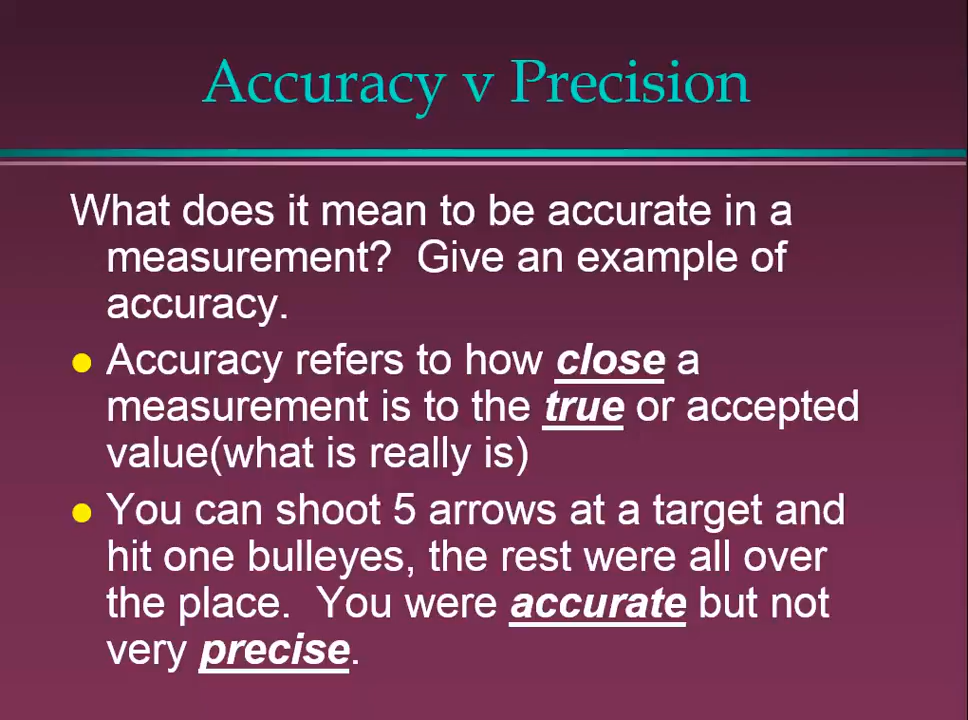 Accuracy v Precision
What does it mean to be accurate in a
measurement? Give an example of
accuracy.
Accuracy refers to how close a
measurement is to the true or accepted
value(what is really is)
You can shoot 5 arrows at a target and
hit one bulleyes, the rest were all over
the place. You were accurate but not
very precise.